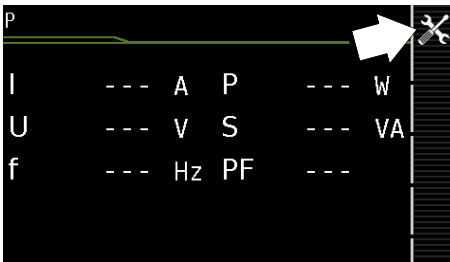 P
I --- A P --- W
U --- V S --- VA
f --- Hz PF ---